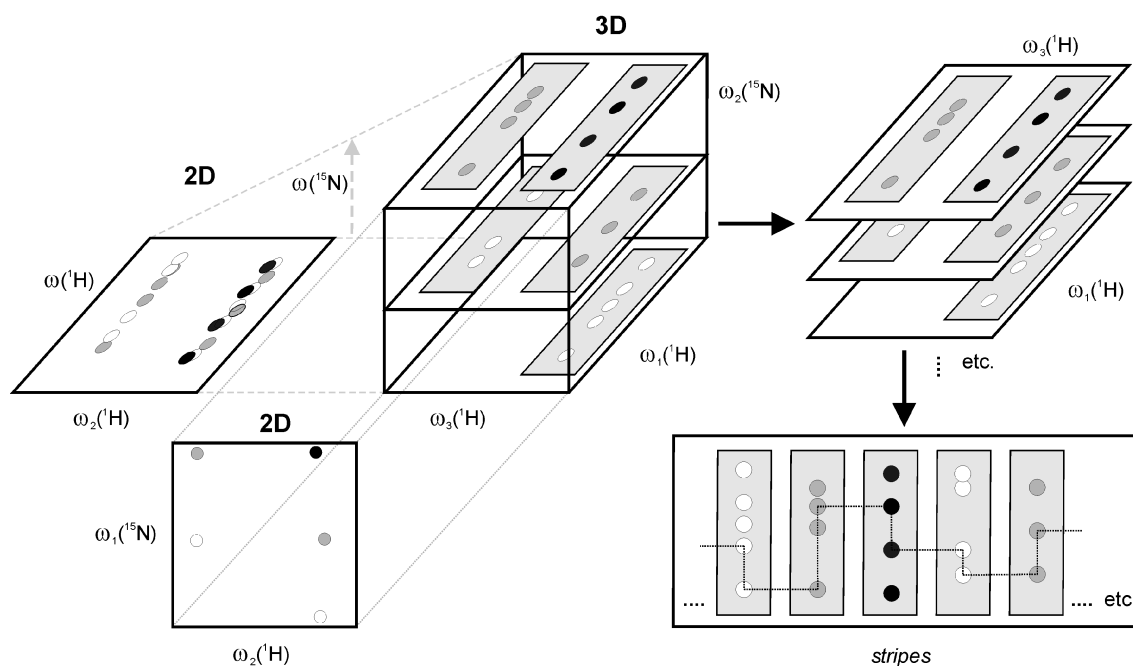 3D
ω₃(¹H)
ω₂(¹⁵N)
2D
ω(¹⁵N)
ω(¹H)
ω₁(¹H)
ω₁(¹H)
etc.
ω₂(¹H)
2D
ω₃(¹H)
ω₁(¹⁵N)
.... .... etc
ω₂(¹H)
stripes